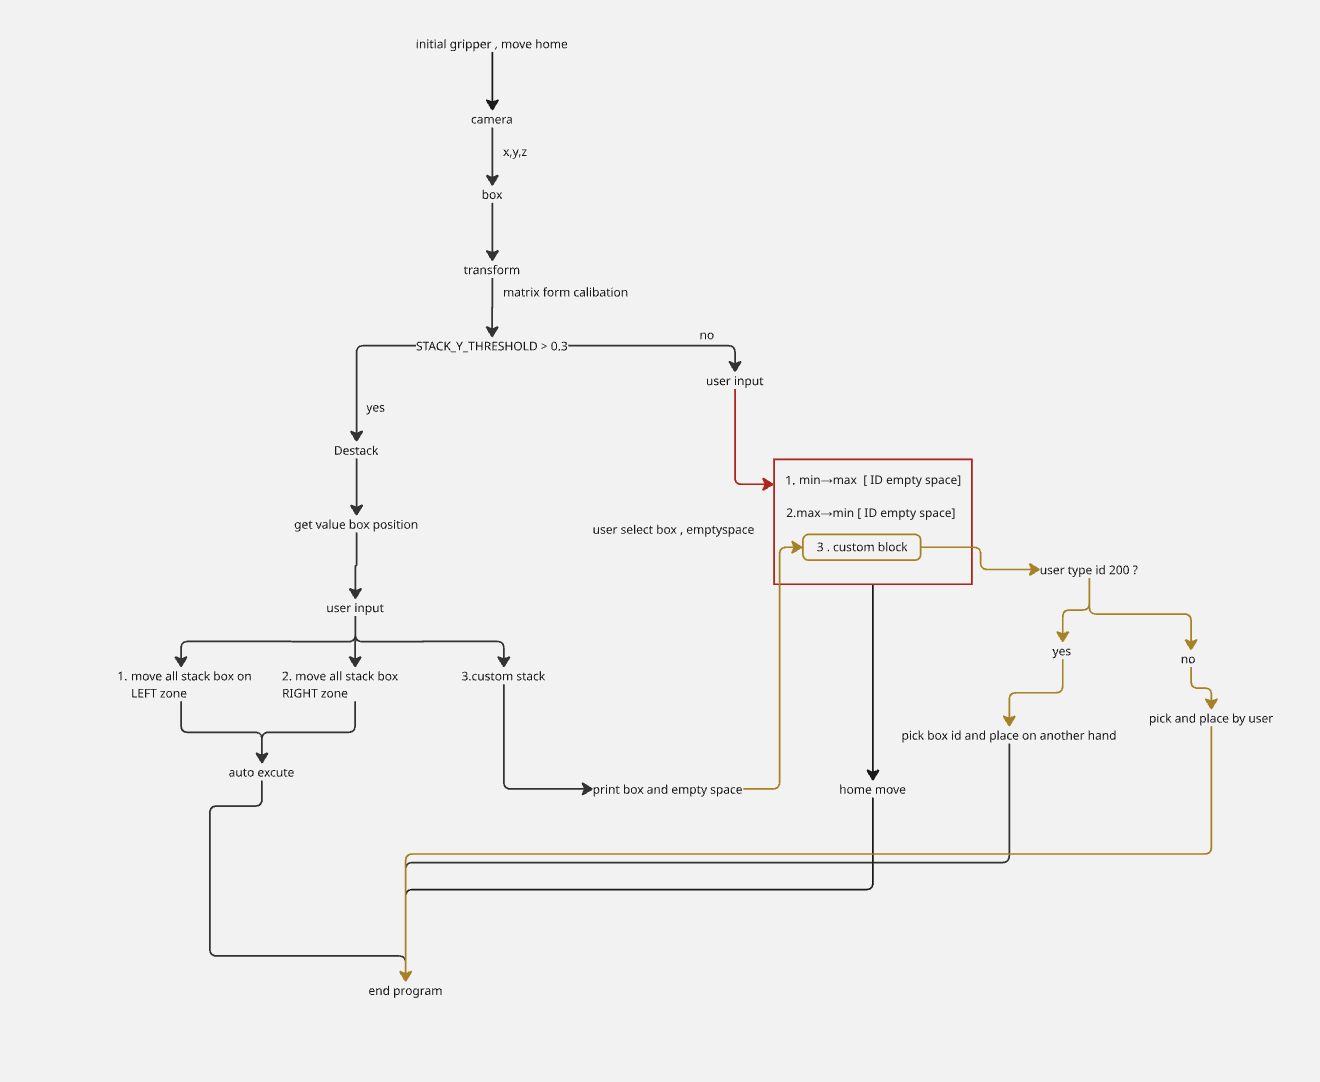 initial gripper , move home
camera
x,y,z
box
transform
matrix form calibation
STACK_Y_THRESHOLD > 0.3
no
user input
yes
Destack
1. min→max [ ID empty space]
2.max→min [ ID empty space]
get value box position
user select box , emptyspace
3 . custom block
user type id 200 ?
user input
yes
no
1. move all stack box on
LEFT zone
2. move all stack box
RIGHT zone
3.custom stack
pick and place by user
pick box id and place on another hand
auto excute
print box and empty space
home move
end program